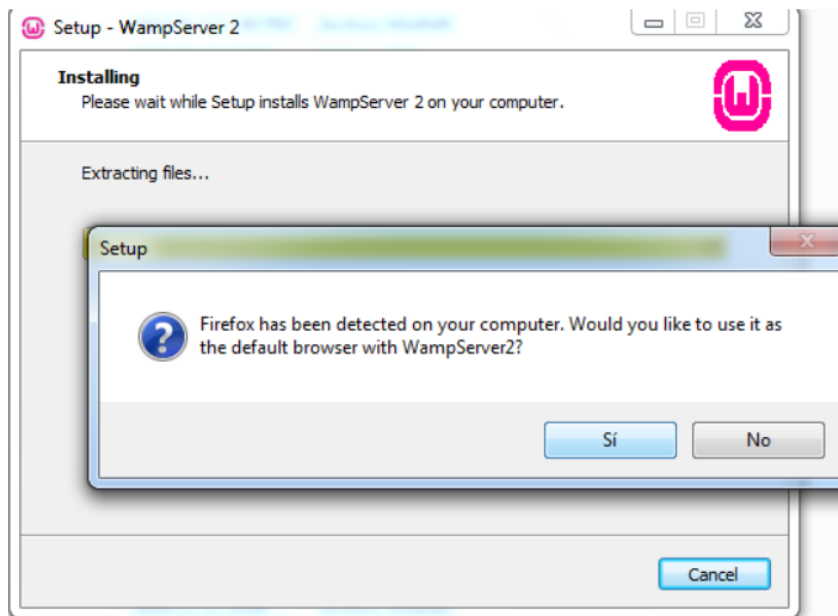 Setup - WampServer 2
Installing
Please wait while Setup installs WampServer 2 on your computer.
Extracting files...
Setup
Firefox has been detected on your computer. Would you like to use it as
the default browser with WampServer2?
Sí No
Cancel